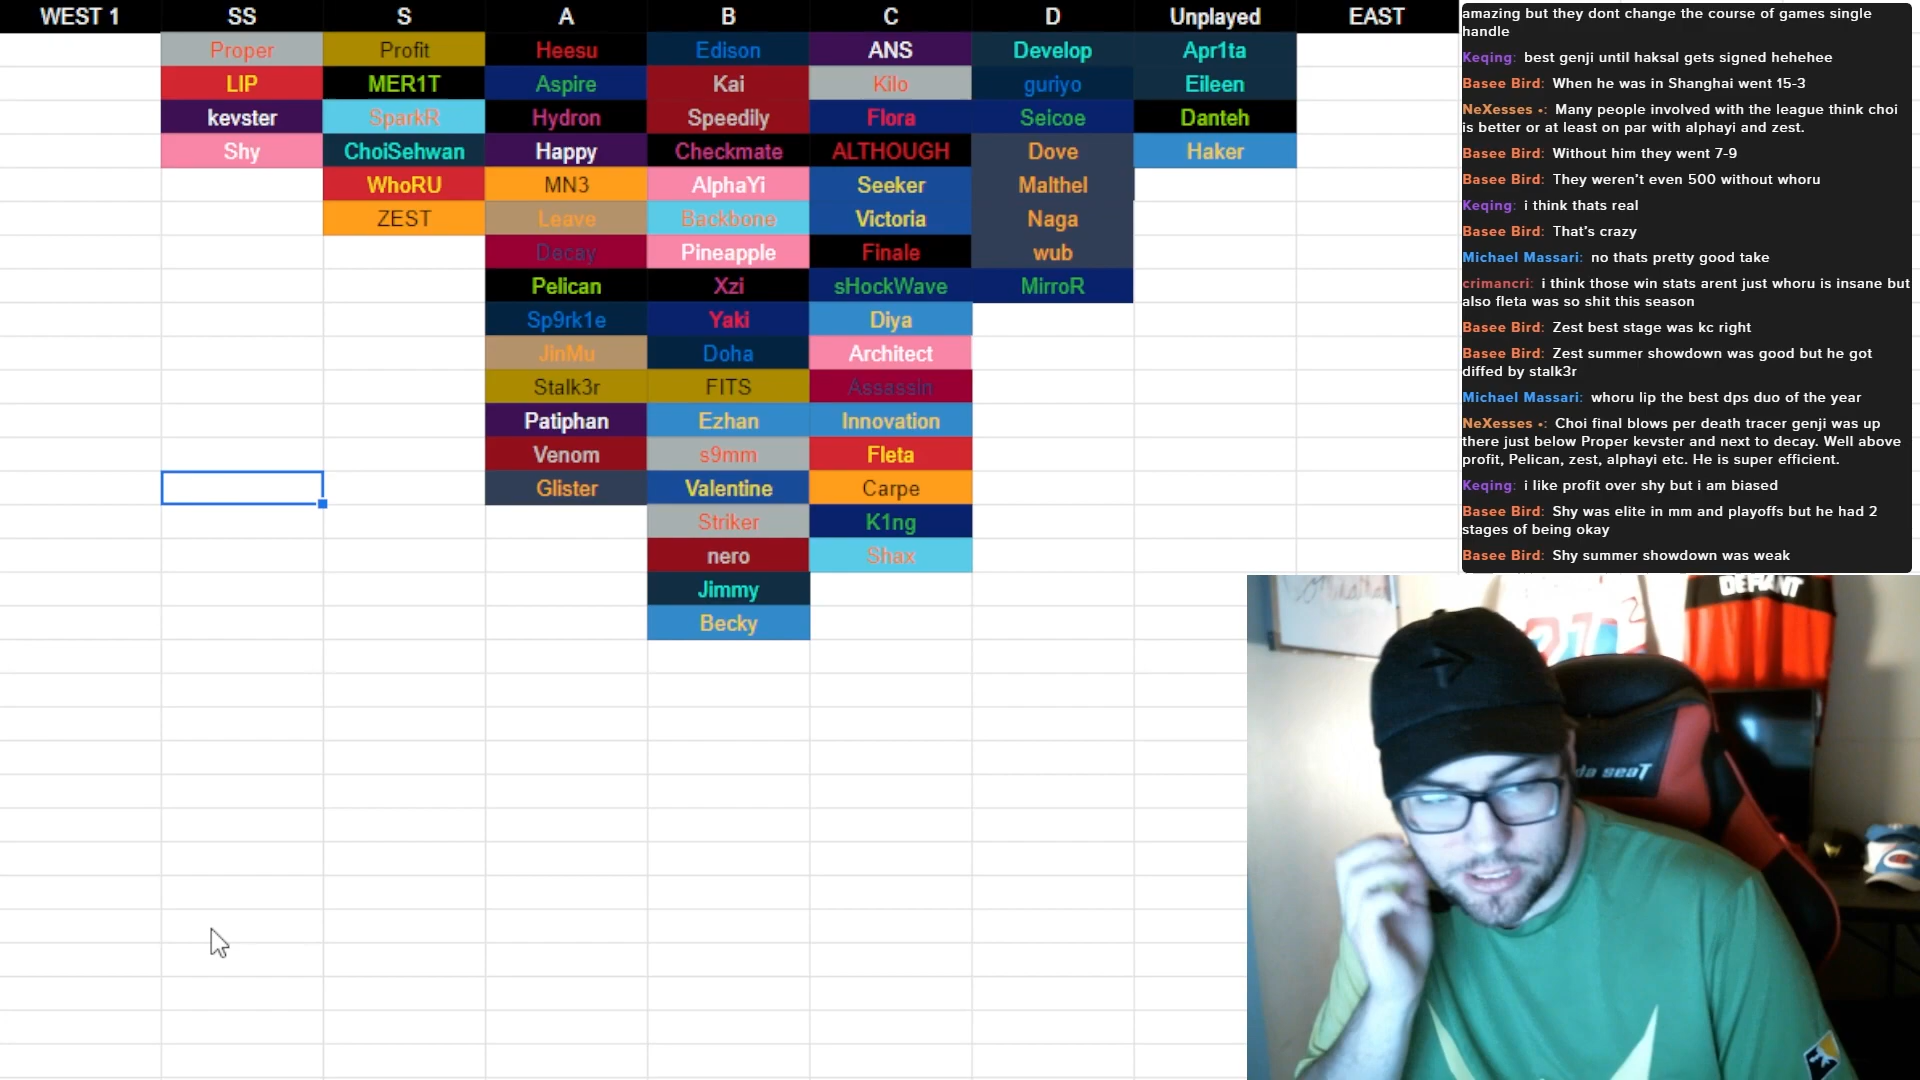 WEST 1 SS S A B C D Unplayed EAST
Proper Profit Heesu Edison ANS Develop Apr1ta
LIP MER1T Aspire Kai Kilo guriyo Eileen
kevster SparkR Hydron Speedily Flora Seicoe Danteh
Shy ChoiSehwan Happy Checkmate ALTHOUGH Dove Haker
WhoRU MN3 AlphaYi Seeker Malthel
ZEST Leave Backbone Victoria Naga
Decay Pineapple Finale wub
Pelican Xzi sHockWave MirroR
Sp9rk1e Yaki Diya
JinMu Doha Architect
Stalk3r FITS Assassin
Patiphan Ezhan Innovation
Venom s9mm Fleta
Glister Valentine Carpe
Striker K1ng
nero Shax
Jimmy
Becky
amazing but they dont change the course of games single
handle
Keqing: best genji until haksal gets signed hehehee
Basee Bird: When he was in Shanghai went 15-3
NeXesses •: Many people involved with the league think choi
is better or at least on par with alphayi and zest.
Basee Bird: Without him they went 7-9
Basee Bird: They weren't even 500 without whoru
Keqing: i think thats real
Basee Bird: That's crazy
Michael Massari: no thats pretty good take
crimancri: i think those win stats arent just whoru is insane but
also fleta was so shit this season
Basee Bird: Zest best stage was kc right
Basee Bird: Zest summer showdown was good but he got
diffed by stalk3r
Michael Massari: whoru lip the best dps duo of the year
NeXesses •: Choi final blows per death tracer genji was up
there just below Proper kevster and next to decay. Well above
profit, Pelican, zest, alphayi etc. He is super efficient.
Keqing: i like profit over shy but i am biased
Basee Bird: Shy was elite in mm and playoffs but he had 2
stages of being okay
Basee Bird: Shy summer showdown was weak
DEFIANT
da seaT